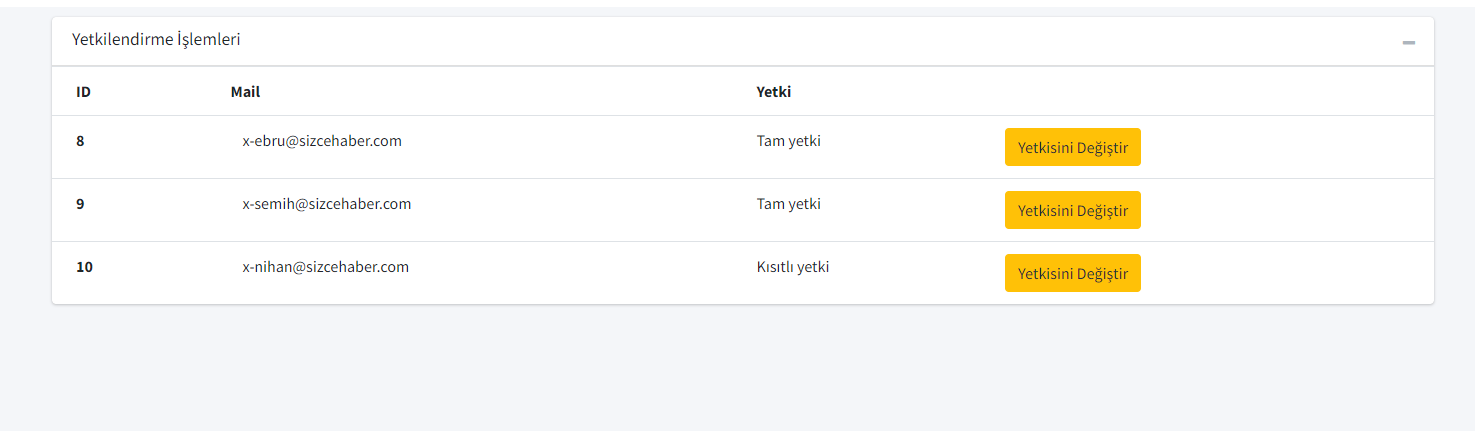 Yetkilendirme İşlemleri
ID Mail Yetki
8 x-ebru@sizcehaber.com Tam yetki Yetkisini Değiştir
9 x-semih@sizcehaber.com Tam yetki Yetkisini Değiştir
10 x-nihan@sizcehaber.com Kısıtlı yetki Yetkisini Değiştir